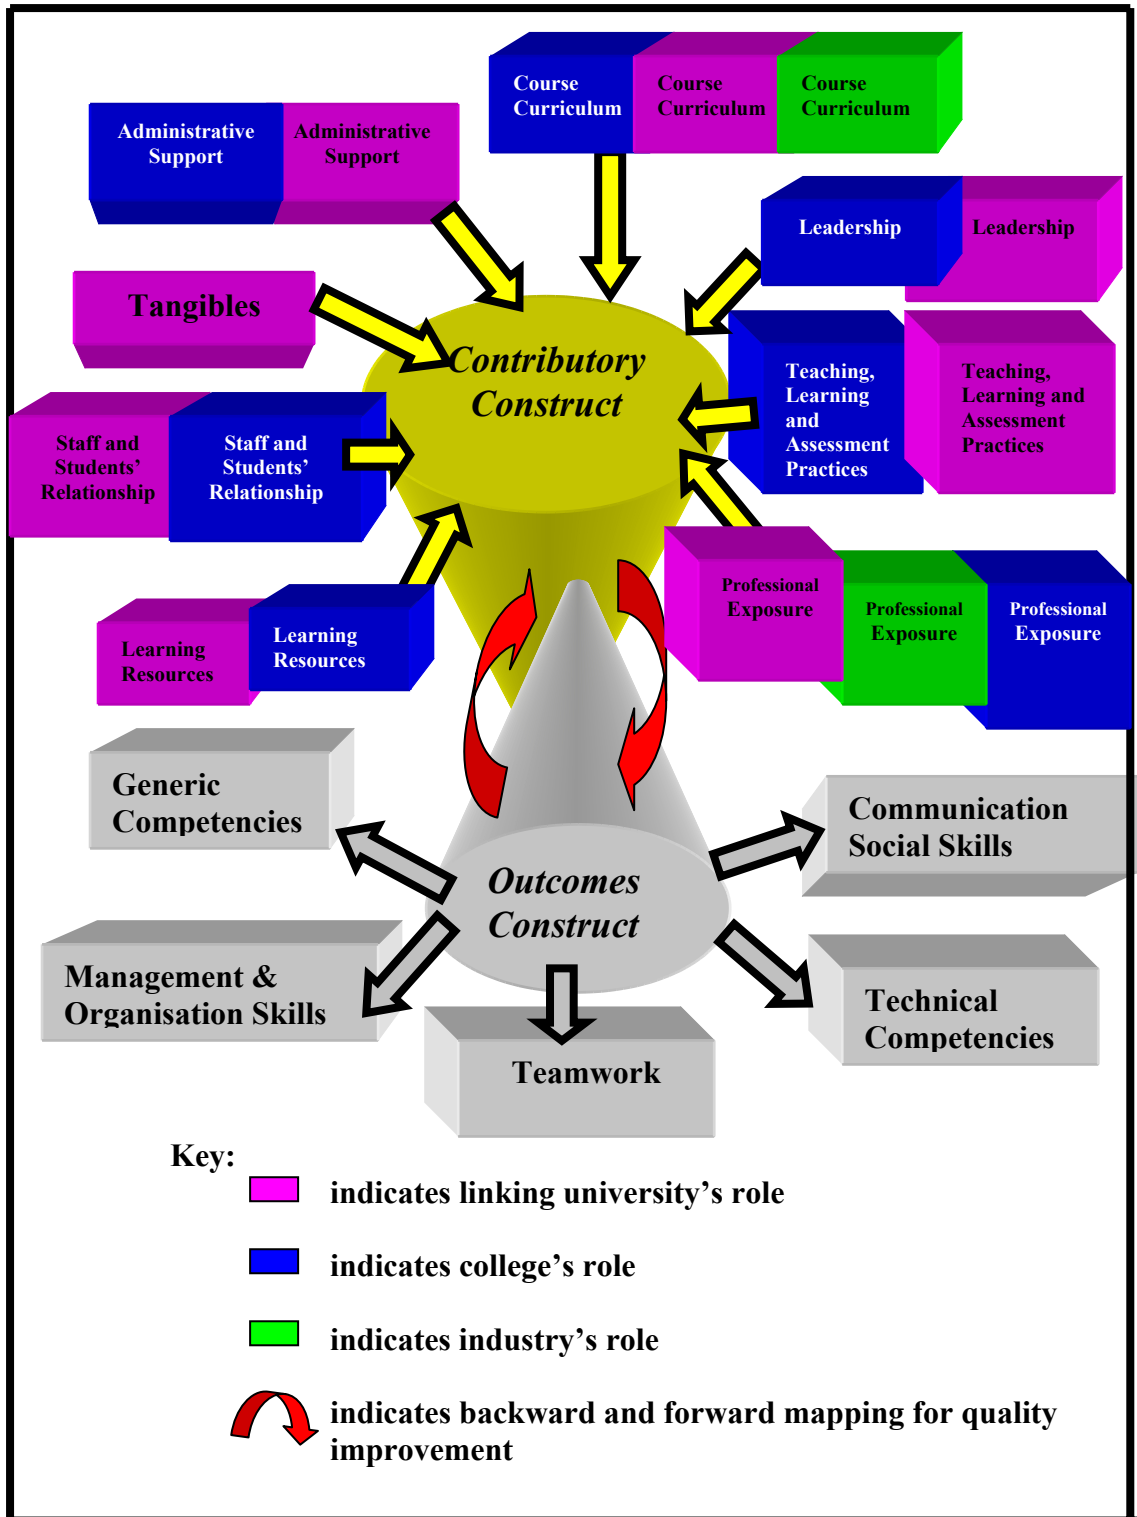 Course
Curriculum
Course
Curriculum
Course
Curriculum
Administrative
Support
Administrative
Support
Leadership
Leadership
Tangibles
Contributory
Construct
Teaching,
Learning
and
Assessment
Practices
Teaching,
Learning and
Assessment
Practices
Staff and
Students’
Relationship
Staff and
Students’
Relationship
Professional
Exposure
Professional
Exposure
Professional
Exposure
Learning
Resources
Learning
Resources
Generic
Competencies
Communication
Social Skills
Outcomes
Construct
Management &
Organisation Skills
Technical
Competencies
Teamwork
Key:
indicates linking university’s role
indicates college’s role
indicates industry’s role
indicates backward and forward mapping for quality
improvement